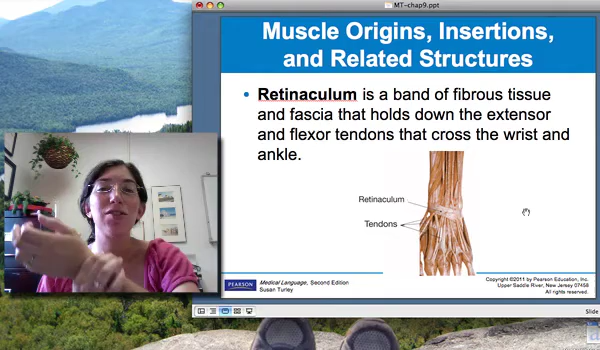 MT-chap9.ppt
Muscle Origins, Insertions,
and Related Structures
• Retinaculum is a band of fibrous tissue
and fascia that holds down the extensor
and flexor tendons that cross the wrist and
ankle.
Retinaculum
Tendons
PEARSON
Medical Language, Second Edition
Susan Turley
Copyright ©2011 by Pearson Education, Inc.
Upper Saddle River, New Jersey 07458
All rights reserved.
Slide